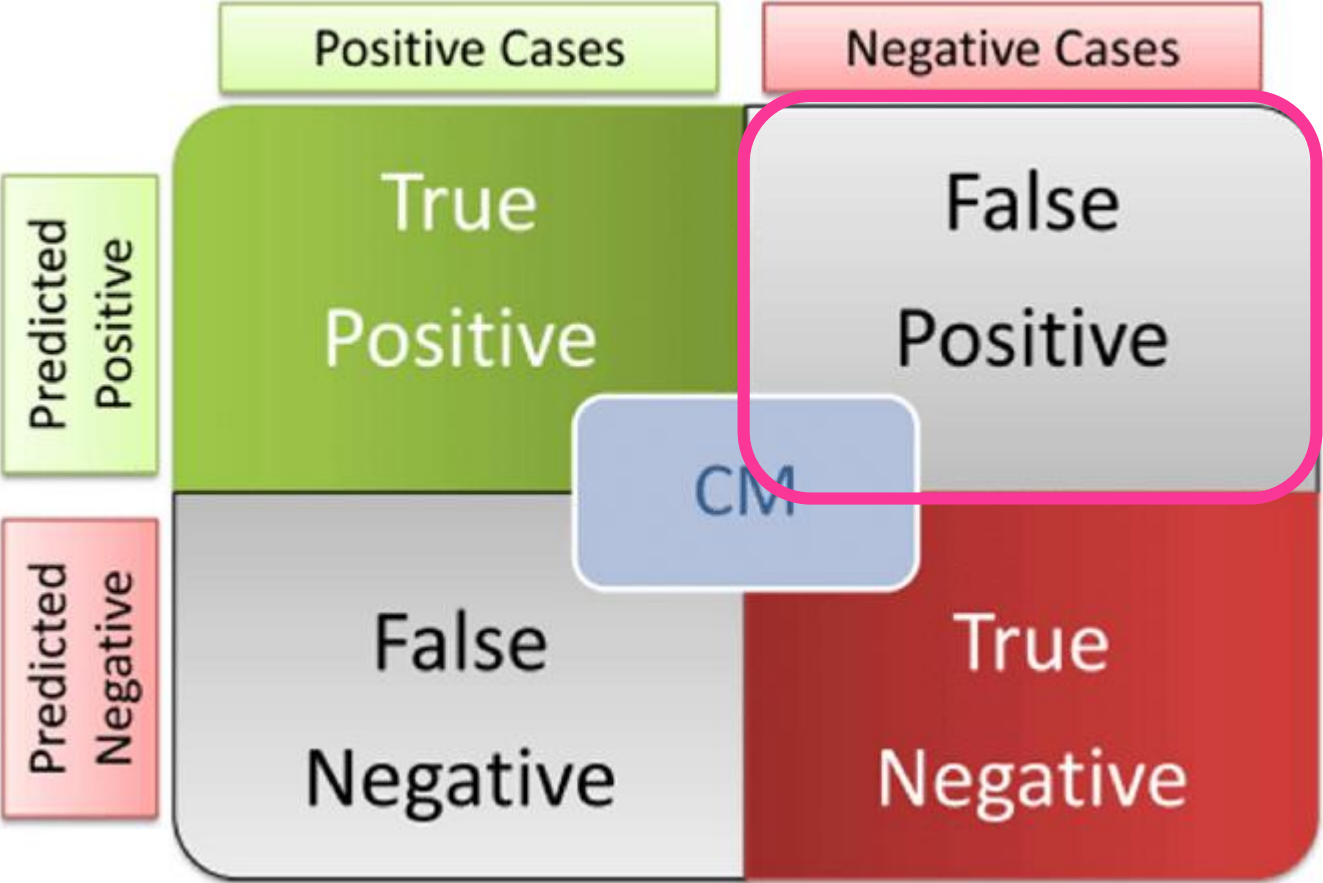 Positive Cases
Negative Cases
Predicted
Positive
True
Positive
False
Positive
CM
Predicted
Negative
False
Negative
True
Negative